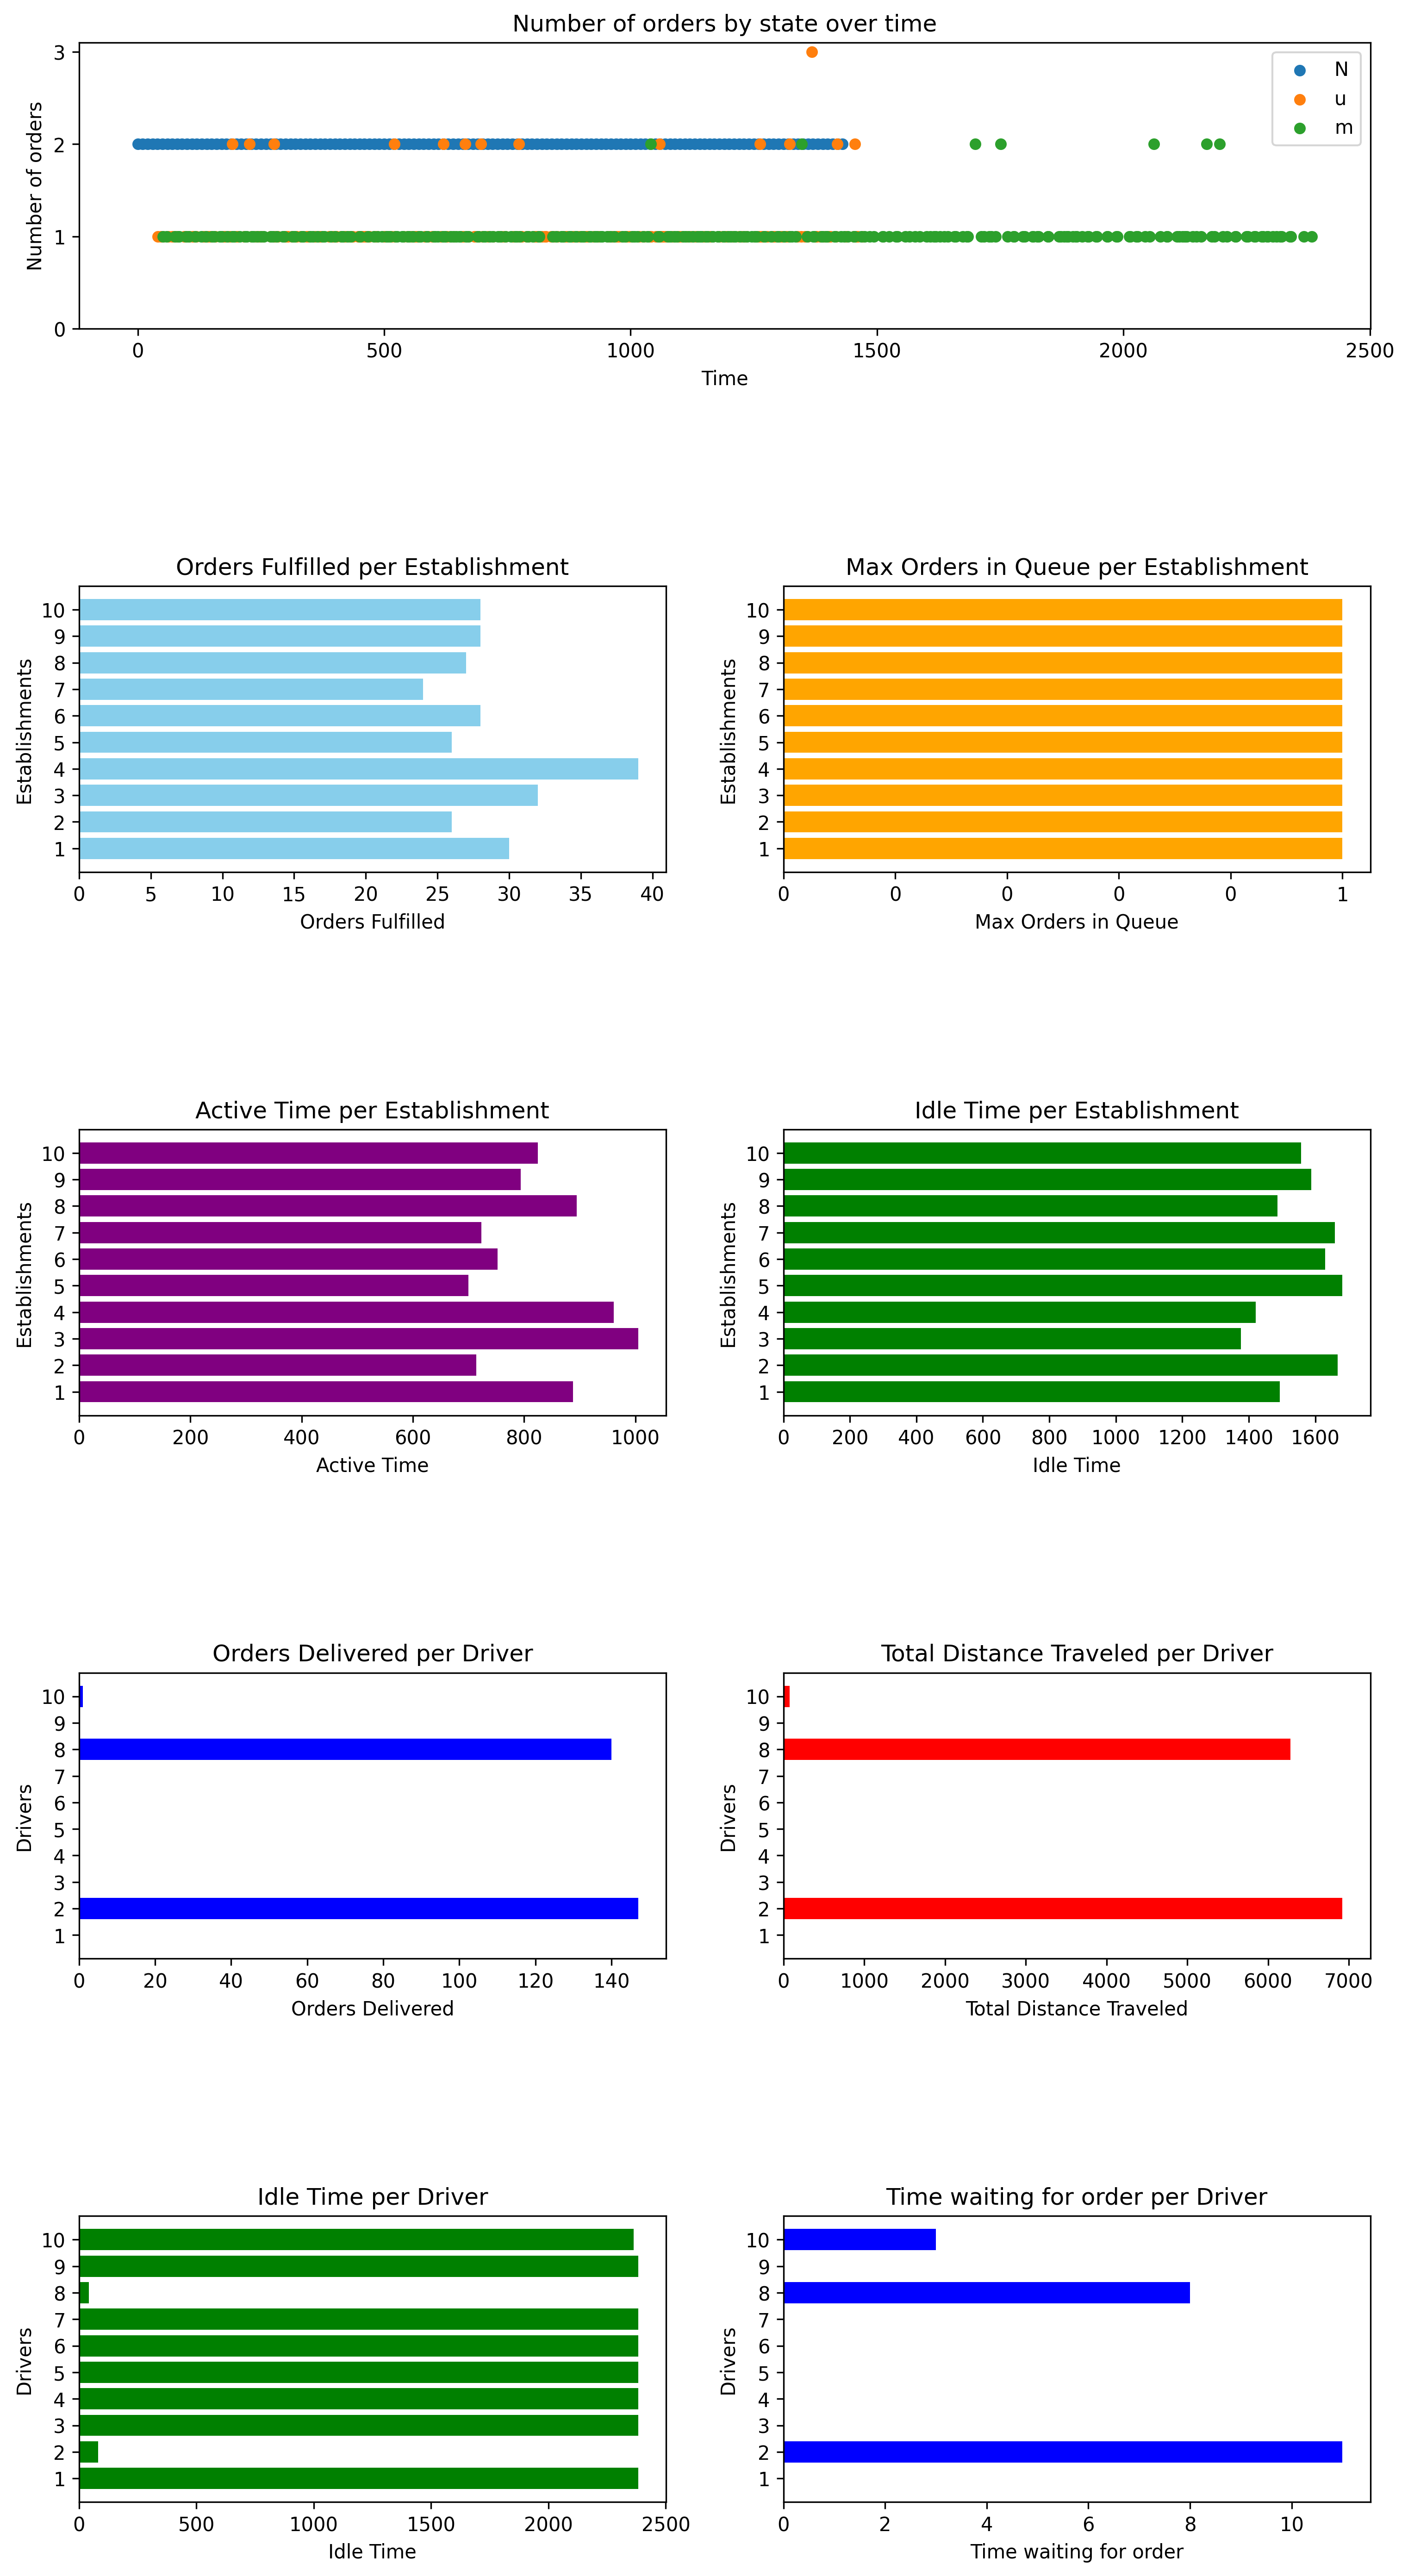 Number of orders by state over time
Number of orders
3
2
1
0
N
u
m
0 500 1000 1500 2000 2500
Time
Orders Fulfilled per Establishment
Establishments
10
9
8
7
6
5
4
3
2
1
0 5 10 15 20 25 30 35 40
Orders Fulfilled
Max Orders in Queue per Establishment
Establishments
10
9
8
7
6
5
4
3
2
1
0 0 0 0 0 1
Max Orders in Queue
Active Time per Establishment
Establishments
10
9
8
7
6
5
4
3
2
1
0 200 400 600 800 1000
Active Time
Idle Time per Establishment
Establishments
10
9
8
7
6
5
4
3
2
1
0 200 400 600 800 1000 1200 1400 1600
Idle Time
Orders Delivered per Driver
Drivers
10
9
8
7
6
5
4
3
2
1
0 20 40 60 80 100 120 140
Orders Delivered
Total Distance Traveled per Driver
Drivers
10
9
8
7
6
5
4
3
2
1
0 1000 2000 3000 4000 5000 6000 7000
Total Distance Traveled
Idle Time per Driver
Drivers
10
9
8
7
6
5
4
3
2
1
0 500 1000 1500 2000 2500
Idle Time
Time waiting for order per Driver
Drivers
10
9
8
7
6
5
4
3
2
1
0 2 4 6 8 10
Time waiting for order